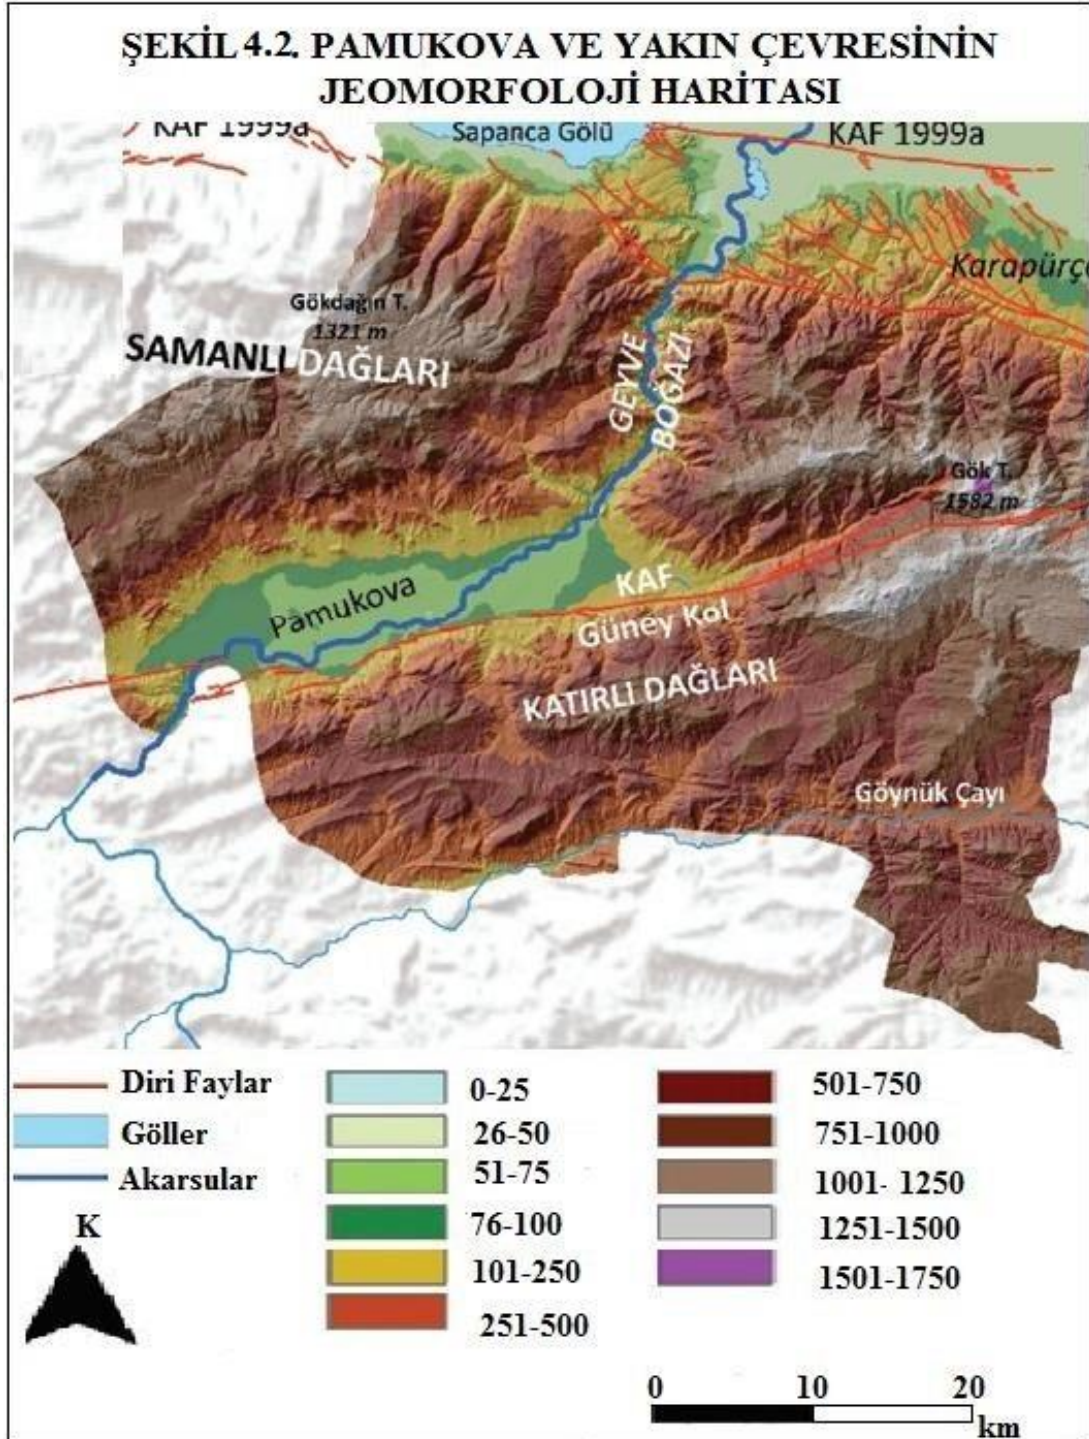 ŞEKİL 4.2. PAMUKOVA VE YAKIN ÇEVRESİNİN
JEOMORFOLOJİ HARİTASI
KAF 1999a
Sapanca Gölü
KAF 1999a
Karapürçe
Gökdağın T.
1321 m
SAMANLI DAĞLARI
GEYVE
BOĞAZI
Gök T.
1582 m
Pamukova
KAF
Güney Kol
KATIRLI DAĞLARI
Göynük Çayı
Diri Faylar
Göller
Akarsular
K
0-25
26-50
51-75
76-100
101-250
251-500
501-750
751-1000
1001- 1250
1251-1500
1501-1750
0 10 20
km